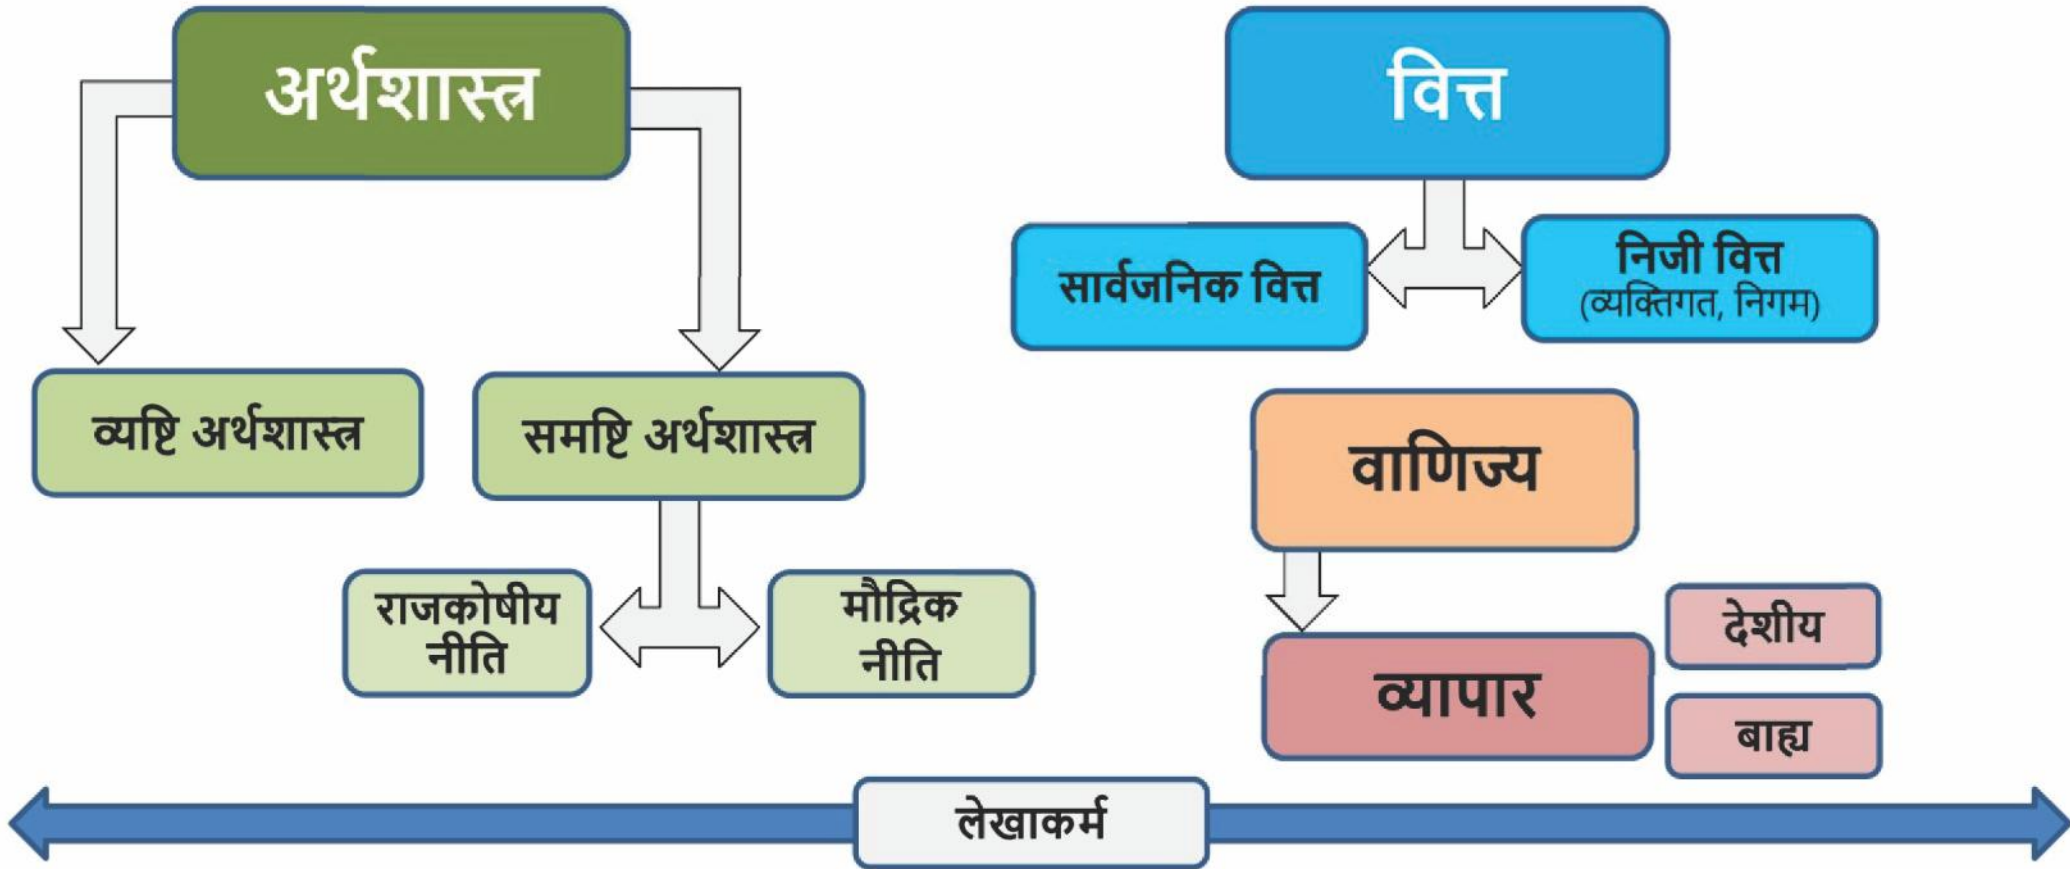 अर्थशास्त्र
व्यष्टि अर्थशास्त्र
समष्टि अर्थशास्त्र
राजकोषीय
नीति
मौद्रिक
नीति
वित्त
सार्वजनिक वित्त
निजी वित्त
(व्यक्तिगत, निगम)
वाणिज्य
व्यापार
देशीय
बाह्य
लेखाकर्म